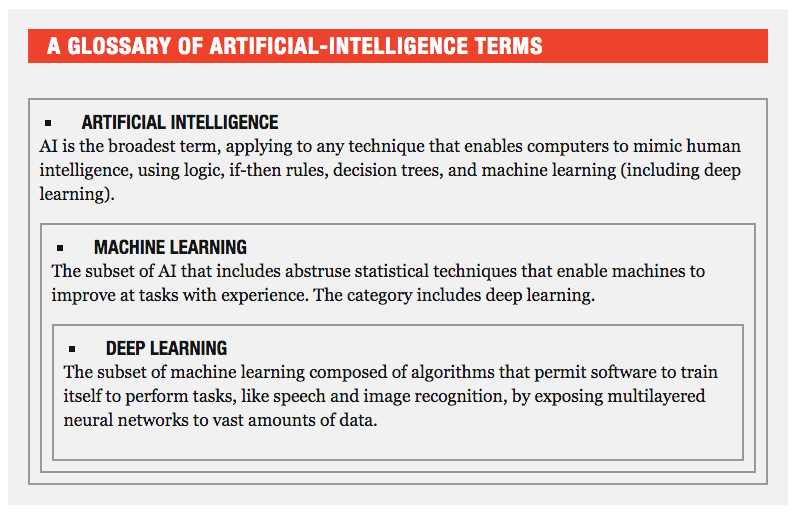 A GLOSSARY OF ARTIFICIAL-INTELLIGENCE TERMS
▪ ARTIFICIAL INTELLIGENCE
AI is the broadest term, applying to any technique that enables computers to mimic human
intelligence, using logic, if-then rules, decision trees, and machine learning (including deep
learning).
▪ MACHINE LEARNING
The subset of AI that includes abstruse statistical techniques that enable machines to
improve at tasks with experience. The category includes deep learning.
▪ DEEP LEARNING
The subset of machine learning composed of algorithms that permit software to train
itself to perform tasks, like speech and image recognition, by exposing multilayered
neural networks to vast amounts of data.